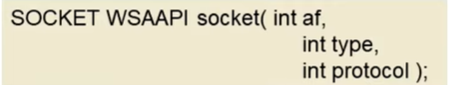 SOCKET WSAAPI socket( int af,
int type,
int protocol );